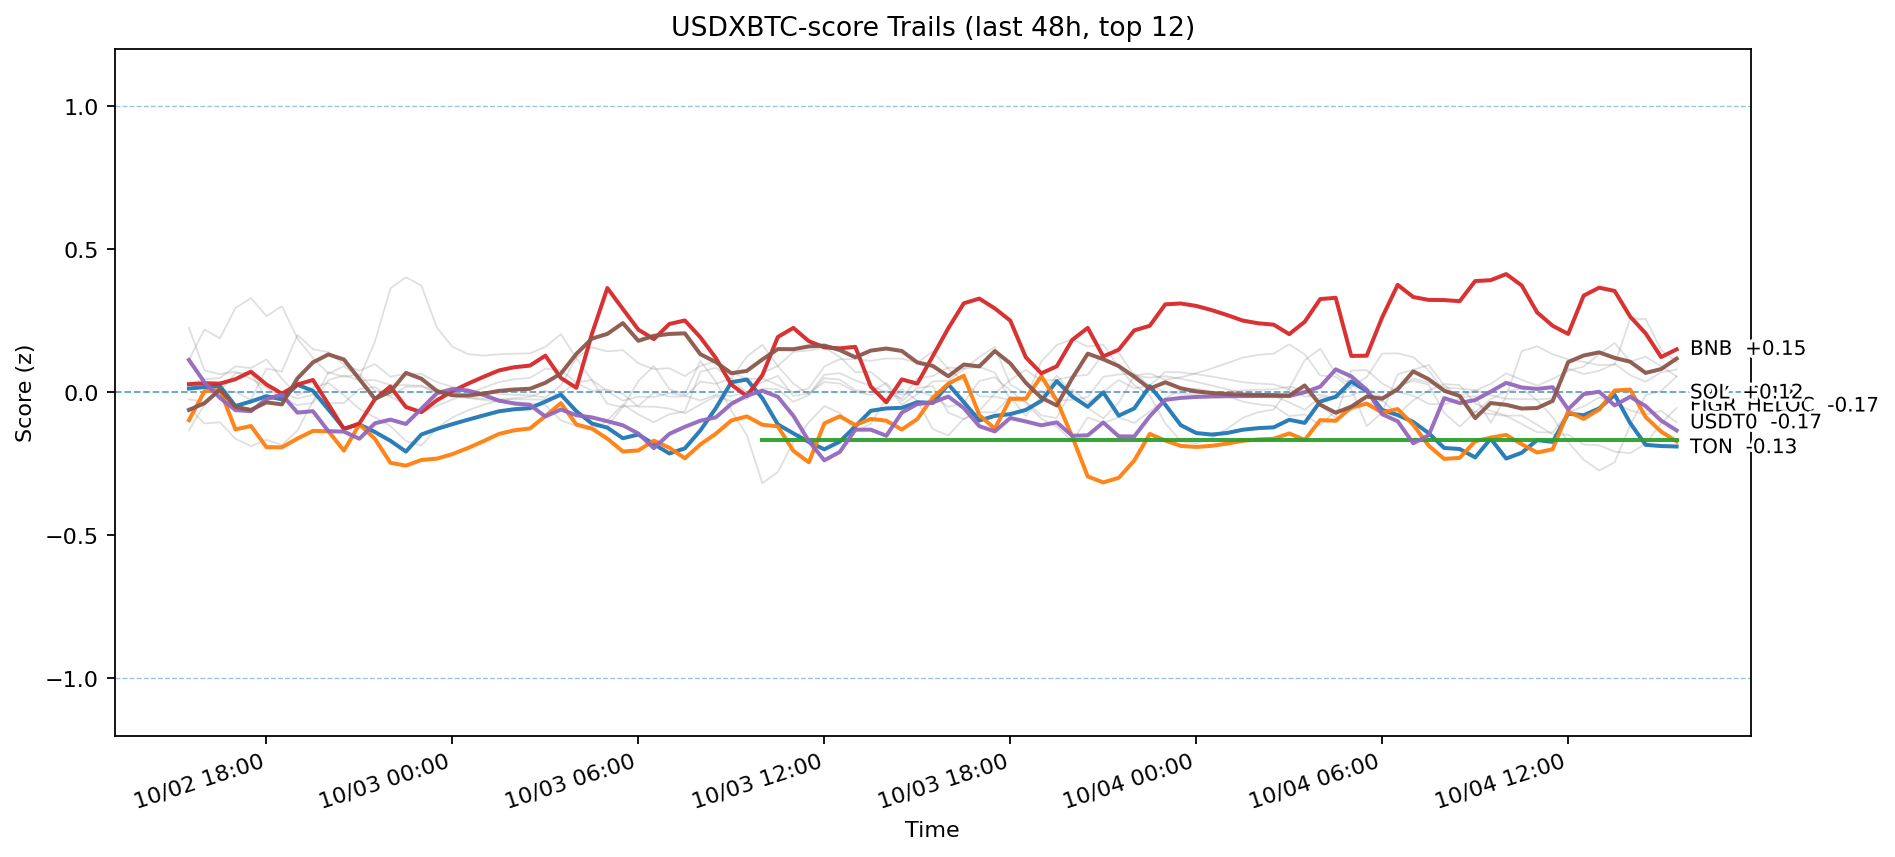 USDXBTC-score Trails (last 48h, top 12)
Score (z)
1.0
0.5
0.0
−0.5
−1.0
BNB +0.15
SOL +0.12
FIGR_HELOC -0.17
USDT0 -0.17
TON -0.13
10/02 18:00
10/03 00:00
10/03 06:00
10/03 12:00
10/03 18:00
10/04 00:00
10/04 06:00
10/04 12:00
Time